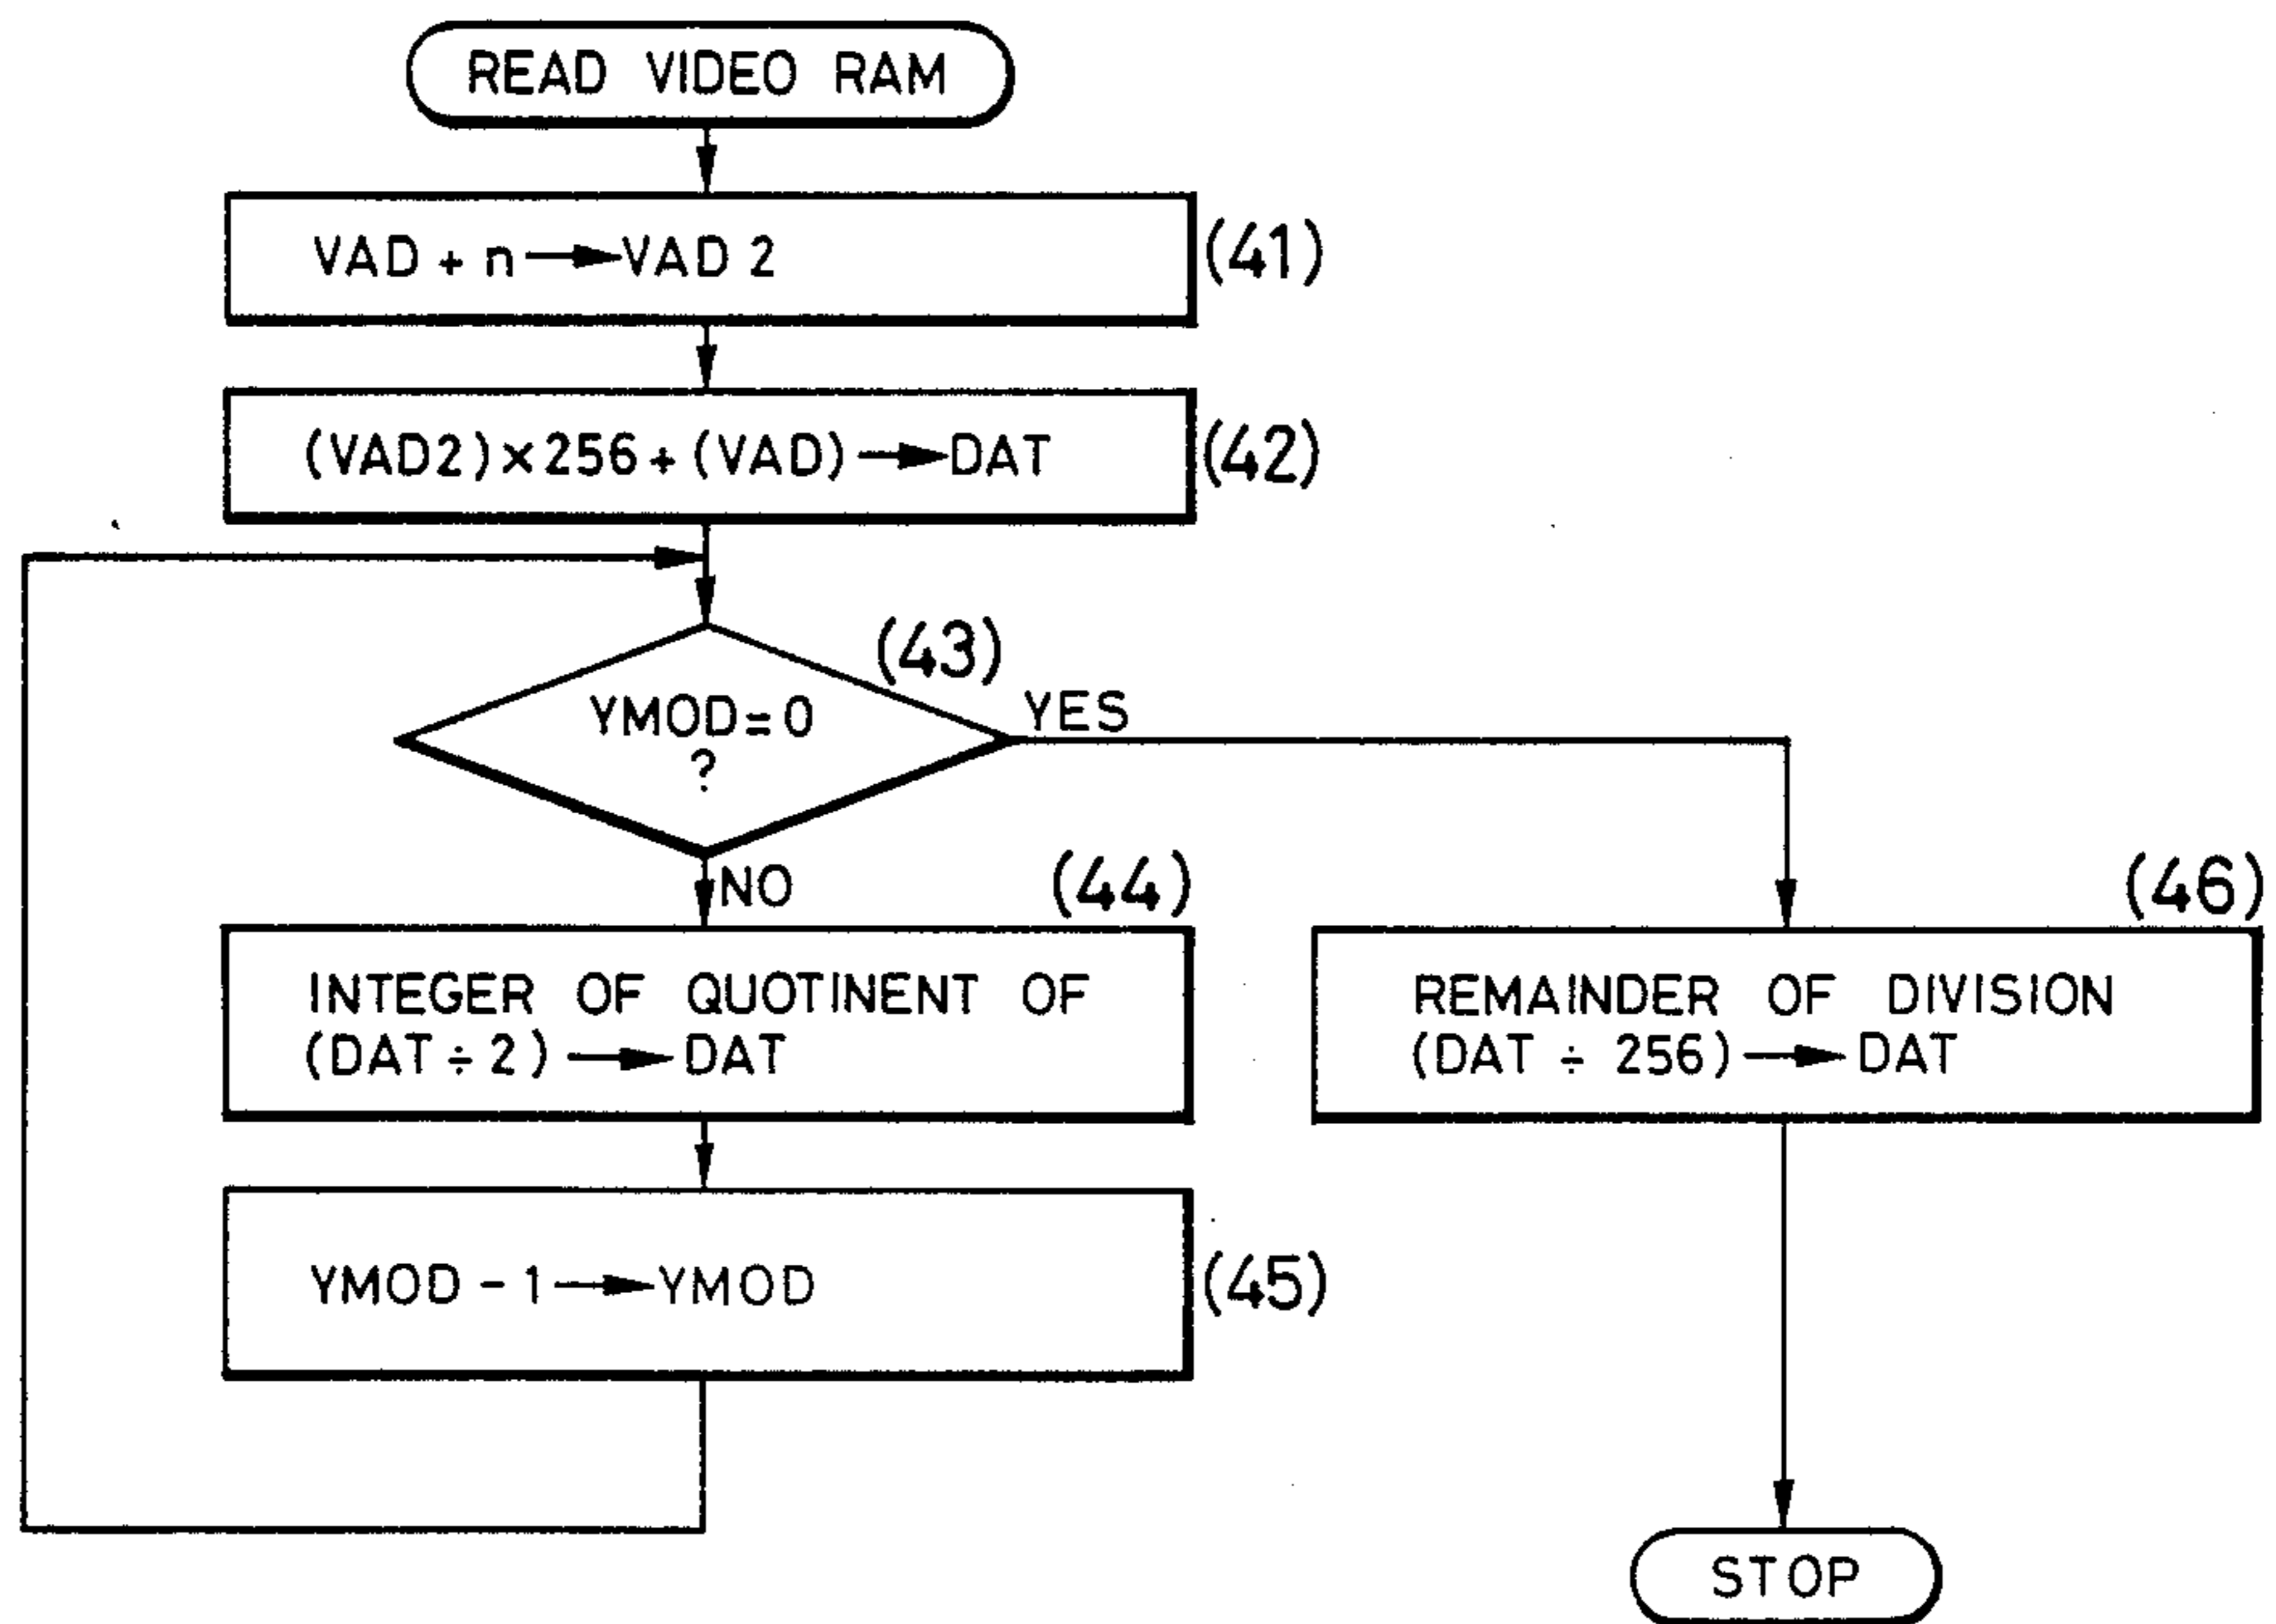 READ VIDEO RAM
VAD + n → VAD 2
(41)
(VAD2) × 256 + (VAD) → DAT
(42)
(43)
YMOD = 0
?
YES
NO
(44)
INTEGER OF QUOTINENT OF
(DAT ÷ 2) → DAT
(46)
REMAINDER OF DIVISION
(DAT ÷ 256) → DAT
YMOD - 1 → YMOD
(45)
STOP